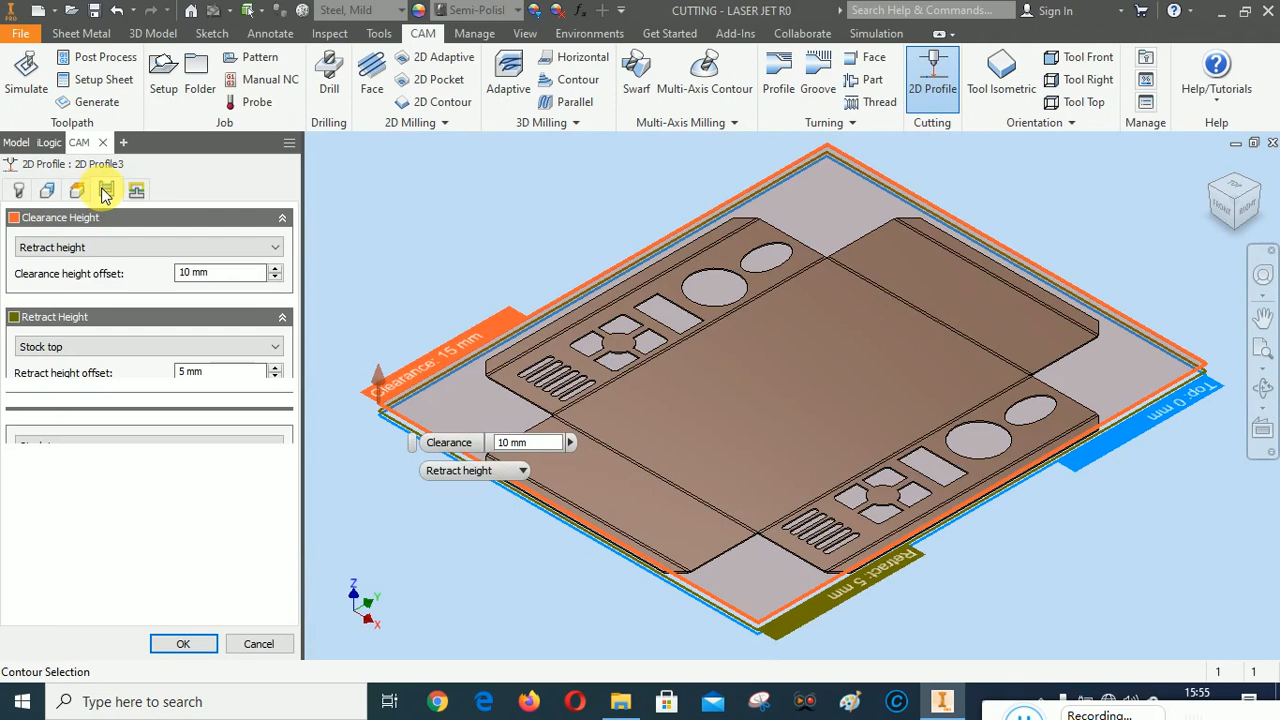 PRO
Steel, Mild
Semi-Polisl
CUTTING - LASER JET R0
Search Help & Commands...
Sign In
File Sheet Metal 3D Model Sketch Annotate Inspect Tools CAM Manage View Environments Get Started Add-Ins Collaborate Simulation
Simulate
Post Process
Setup Sheet
Generate
Toolpath
Setup
Folder
Pattern
Manual NC
Probe
Job
Drill
Drilling
Face
2D Adaptive
2D Pocket
2D Contour
2D Milling
Adaptive
Horizontal
Contour
Parallel
3D Milling
Swarf
Multi-Axis Contour
Multi-Axis Milling
Profile
Groove
Face
Part
Thread
Turning
2D Profile
Cutting
Tool Isometric
Tool Front
Tool Right
Tool Top
Orientation
Manage
Help/Tutorials
Help
Model iLogic CAM
2D Profile : 2D Profile3
Clearance Height
Retract height
Clearance height offset: 10 mm
Retract Height
Stock top
Retract height offset: 5 mm
OK Cancel
Clearance: 15 mm
Top: 0 mm
Retract: 5 mm
Clearance 10 mm
Retract height
TOP
FRONT
RIGHT
Z
Y
X
Contour Selection
1 1
Type here to search
15:55
Recording...